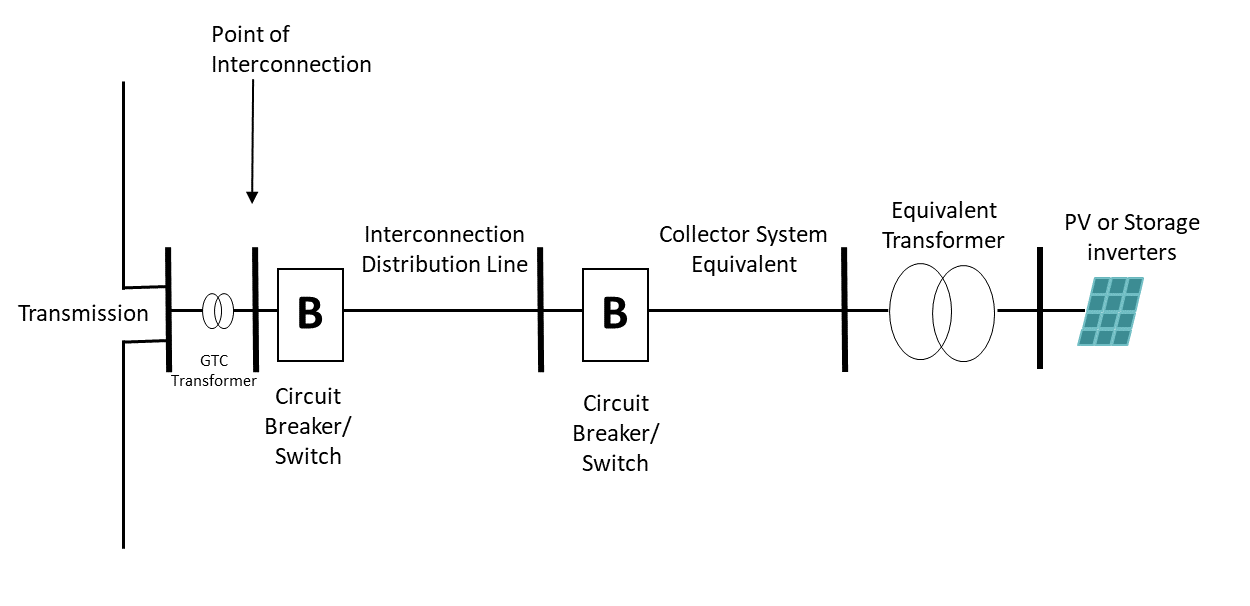 Point of
Interconnection
Interconnection
Distribution Line
Collector System
Equivalent
Equivalent
Transformer
PV or Storage
inverters
Transmission
B
B
GTC
Transformer
Circuit
Breaker/
Switch
Circuit
Breaker/
Switch